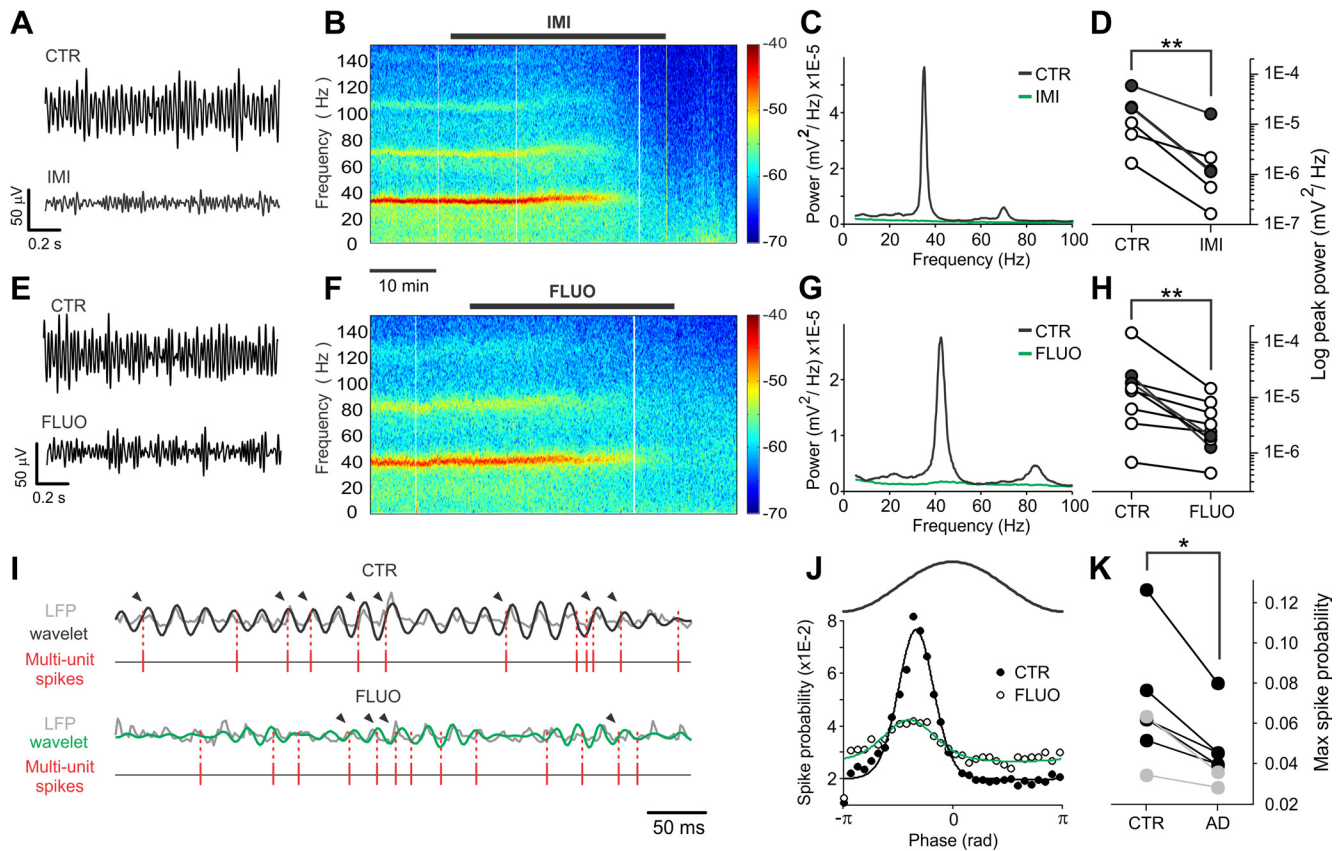 A
CTR
IMI
50 µV
0.2 s
B
IMI
Frequency ( Hz )
140
120
100
80
60
40
20
0
-40
-50
-60
-70
10 min
C
Power (mV²/ Hz) x1E-5
4
2
0
CTR
IMI
0 20 40 60 80 100
Frequency (Hz)
D
**
1E-4
1E-5
1E-6
1E-7
CTR IMI
Log peak power (mV²/ Hz)
E
CTR
FLUO
50 µV
0.2 s
F
FLUO
Frequency ( Hz )
140
120
100
80
60
40
20
0
-40
-50
-60
-70
G
Power (mV²/ Hz) x1E-5
2
1
0
CTR
FLUO
0 20 40 60 80 100
Frequency (Hz)
H
**
1E-4
1E-5
1E-6
CTR FLUO
I
CTR
LFP
wavelet
Multi-unit
spikes
FLUO
LFP
wavelet
Multi-unit
spikes
50 ms
J
Spike probability (x1E-2)
8
6
4
2
CTR
FLUO
-π 0 π
Phase (rad)
K
*
0.12
0.10
0.08
0.06
0.04
0.02
Max spike probability
CTR AD